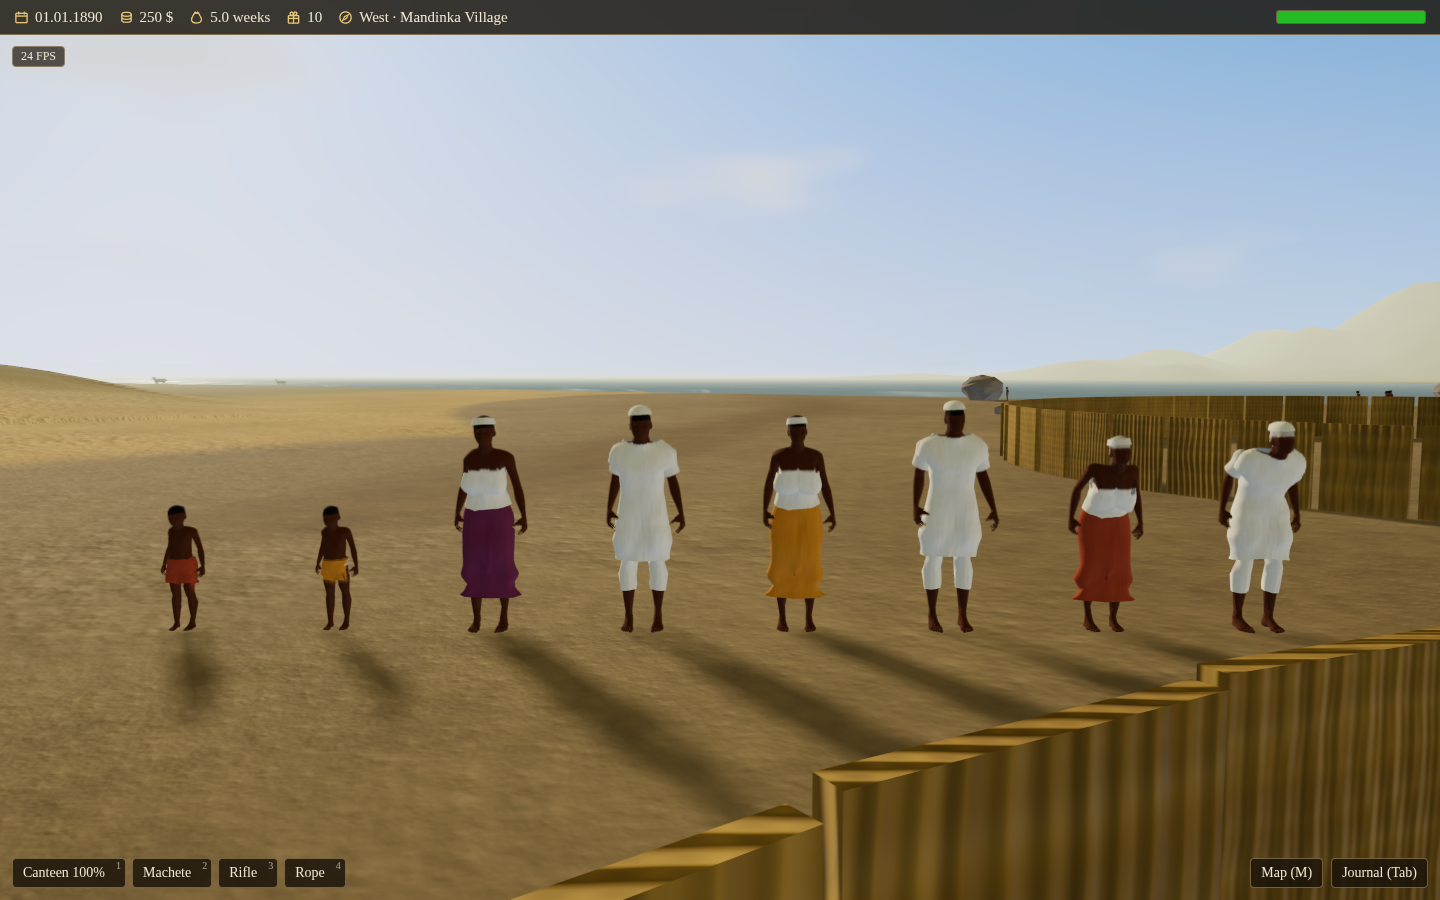 01.01.1890 250 $ 5.0 weeks 10 West · Mandinka Village
24 FPS
Canteen 100% 1 Machete 2 Rifle 3 Rope 4 Map (M) Journal (Tab)